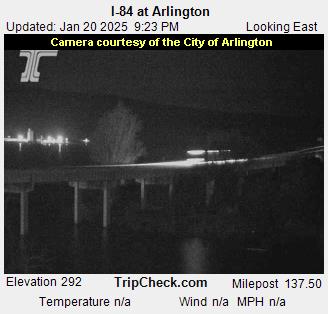 I-84 at Arlington
Updated: Jan 20 2025 9:23 PM Looking East
Camera courtesy of the City of Arlington
Elevation 292 TripCheck.com Milepost 137.50
Temperature n/a Wind n/a MPH n/a